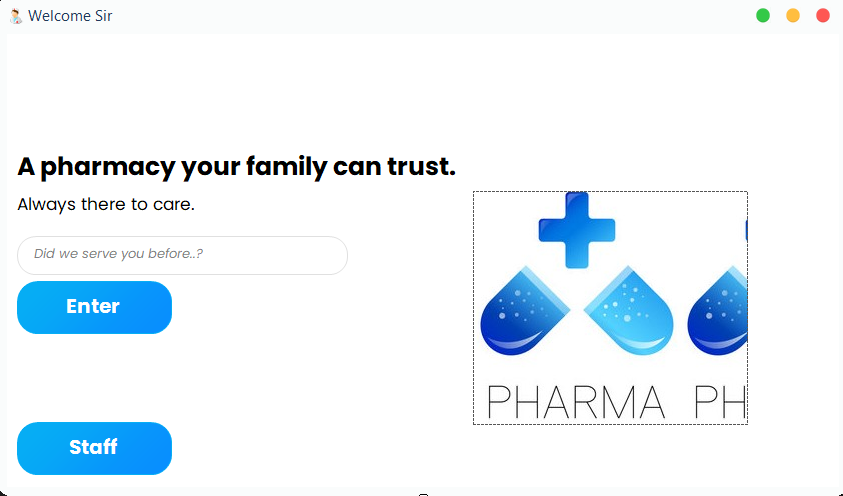 Welcome Sir
A pharmacy your family can trust.
Always there to care.
Did we serve you before..?
Enter
Staff
PHARMA PH